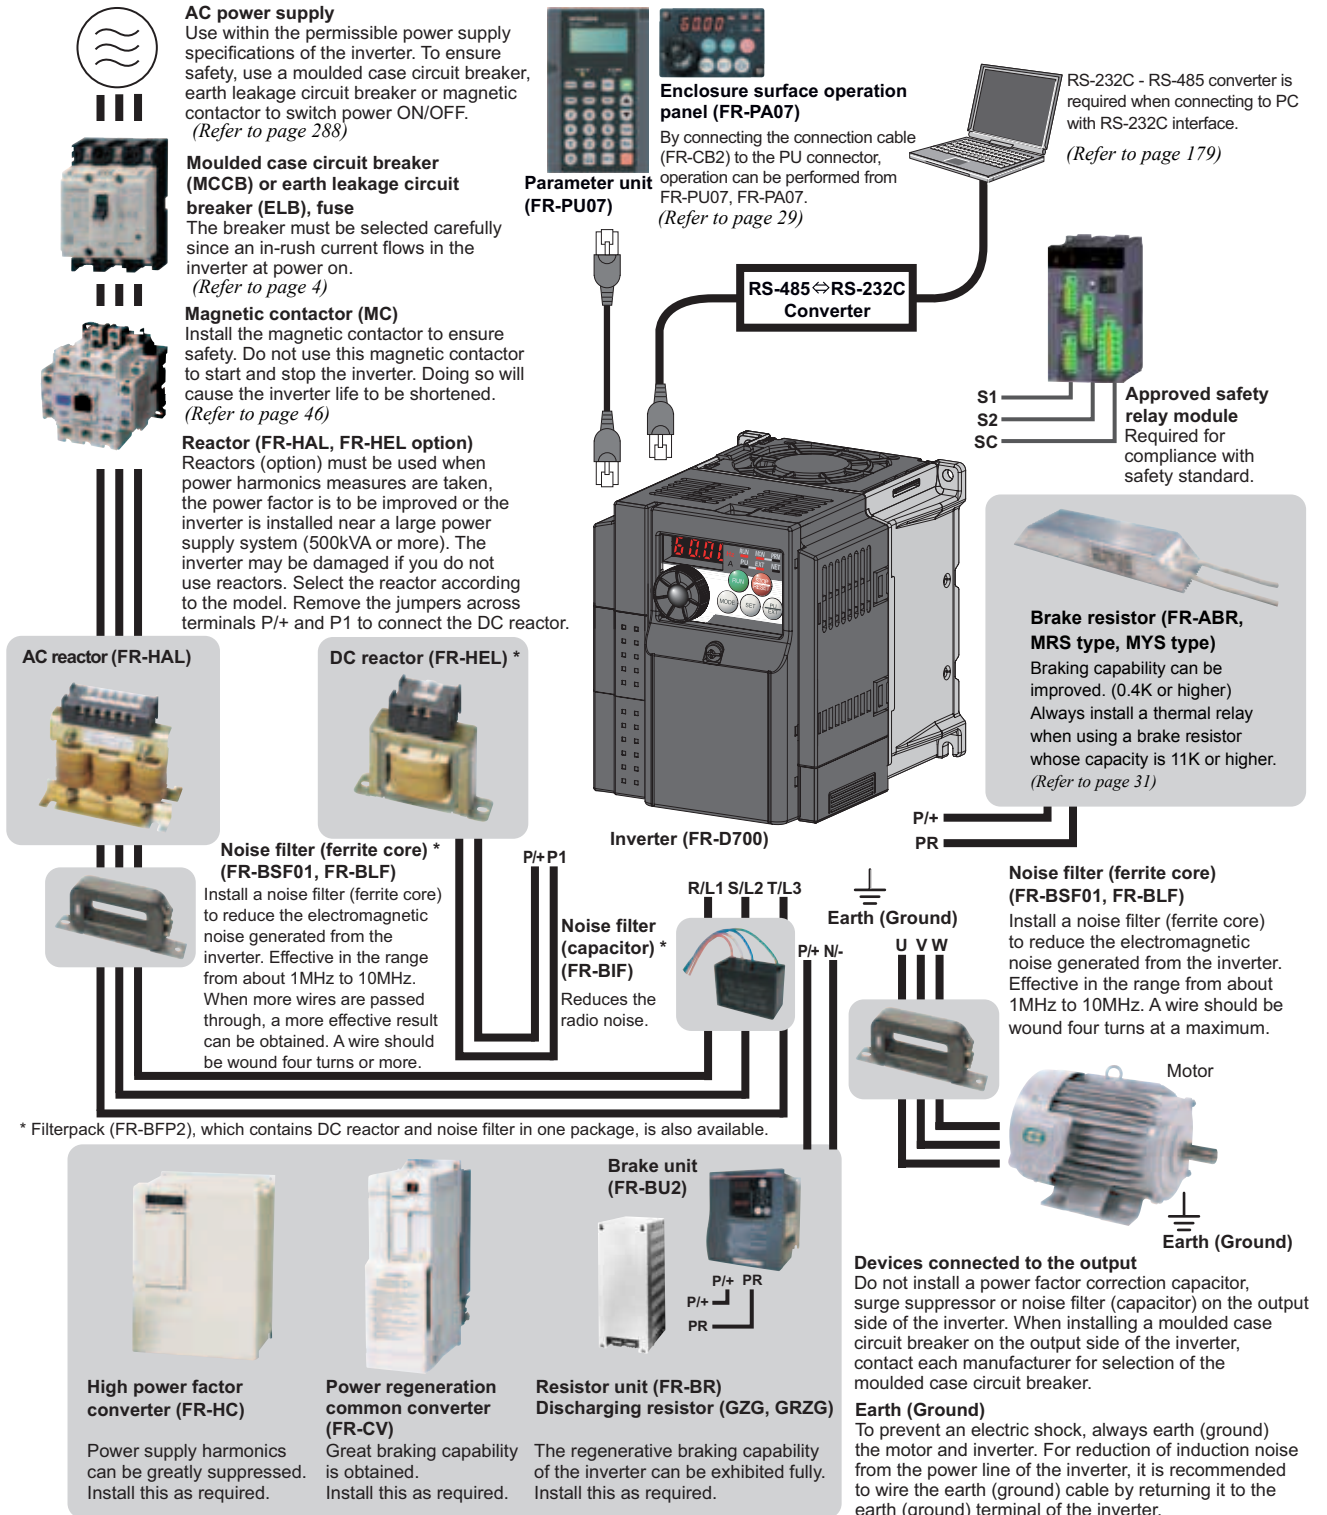 AC power supply
Use within the permissible power supply
specifications of the inverter. To ensure
safety, use a moulded case circuit breaker,
earth leakage circuit breaker or magnetic
contactor to switch power ON/OFF.
(Refer to page 288)
Moulded case circuit breaker
(MCCB) or earth leakage circuit
breaker (ELB), fuse
The breaker must be selected carefully
since an in-rush current flows in the
inverter at power on.
(Refer to page 4)
Magnetic contactor (MC)
Install the magnetic contactor to ensure
safety. Do not use this magnetic contactor
to start and stop the inverter. Doing so will
cause the inverter life to be shortened.
(Refer to page 46)
Reactor (FR-HAL, FR-HEL option)
Reactors (option) must be used when
power harmonics measures are taken,
the power factor is to be improved or the
inverter is installed near a large power
supply system (500kVA or more). The
inverter may be damaged if you do not
use reactors. Select the reactor according
to the model. Remove the jumpers across
terminals P/+ and P1 to connect the DC reactor.
Parameter unit
(FR-PU07)
60.00
Enclosure surface operation
panel (FR-PA07)
By connecting the connection cable
(FR-CB2) to the PU connector,
operation can be performed from
FR-PU07, FR-PA07.
(Refer to page 29)
RS-232C - RS-485 converter is
required when connecting to PC
with RS-232C interface.
(Refer to page 179)
RS-485⇔RS-232C
Converter
S1
S2
SC
Approved safety
relay module
Required for
compliance with
safety standard.
RUN MON PRM
A PU EXT NET
RUN
STOP
RESET
MODE
SET
PU
EXT
Inverter (FR-D700)
Brake resistor (FR-ABR,
MRS type, MYS type)
Braking capability can be
improved. (0.4K or higher)
Always install a thermal relay
when using a brake resistor
whose capacity is 11K or higher.
(Refer to page 31)
P/+
PR
AC reactor (FR-HAL)
DC reactor (FR-HEL) *
Noise filter (ferrite core) *
(FR-BSF01, FR-BLF)
Install a noise filter (ferrite core)
to reduce the electromagnetic
noise generated from the
inverter. Effective in the range
from about 1MHz to 10MHz.
When more wires are passed
through, a more effective result
can be obtained. A wire should
be wound four turns or more.
P/+ P1
Noise filter
(capacitor) *
(FR-BIF)
Reduces the
radio noise.
R/L1 S/L2 T/L3
Earth (Ground)
P/+ N/-
U V W
Noise filter (ferrite core)
(FR-BSF01, FR-BLF)
Install a noise filter (ferrite core)
to reduce the electromagnetic
noise generated from the inverter.
Effective in the range from about
1MHz to 10MHz. A wire should be
wound four turns at a maximum.
Motor
Earth (Ground)
* Filterpack (FR-BFP2), which contains DC reactor and noise filter in one package, is also available.
Brake unit
(FR-BU2)
P/+ PR
P/+
PR
High power factor
converter (FR-HC)
Power supply harmonics
can be greatly suppressed.
Install this as required.
Power regeneration
common converter
(FR-CV)
Great braking capability
is obtained.
Install this as required.
Resistor unit (FR-BR)
Discharging resistor (GZG, GRZG)
The regenerative braking capability
of the inverter can be exhibited fully.
Install this as required.
Devices connected to the output
Do not install a power factor correction capacitor,
surge suppressor or noise filter (capacitor) on the output
side of the inverter. When installing a moulded case
circuit breaker on the output side of the inverter,
contact each manufacturer for selection of the
moulded case circuit breaker.
Earth (Ground)
To prevent an electric shock, always earth (ground)
the motor and inverter. For reduction of induction noise
from the power line of the inverter, it is recommended
to wire the earth (ground) cable by returning it to the
earth (ground) terminal of the inverter.